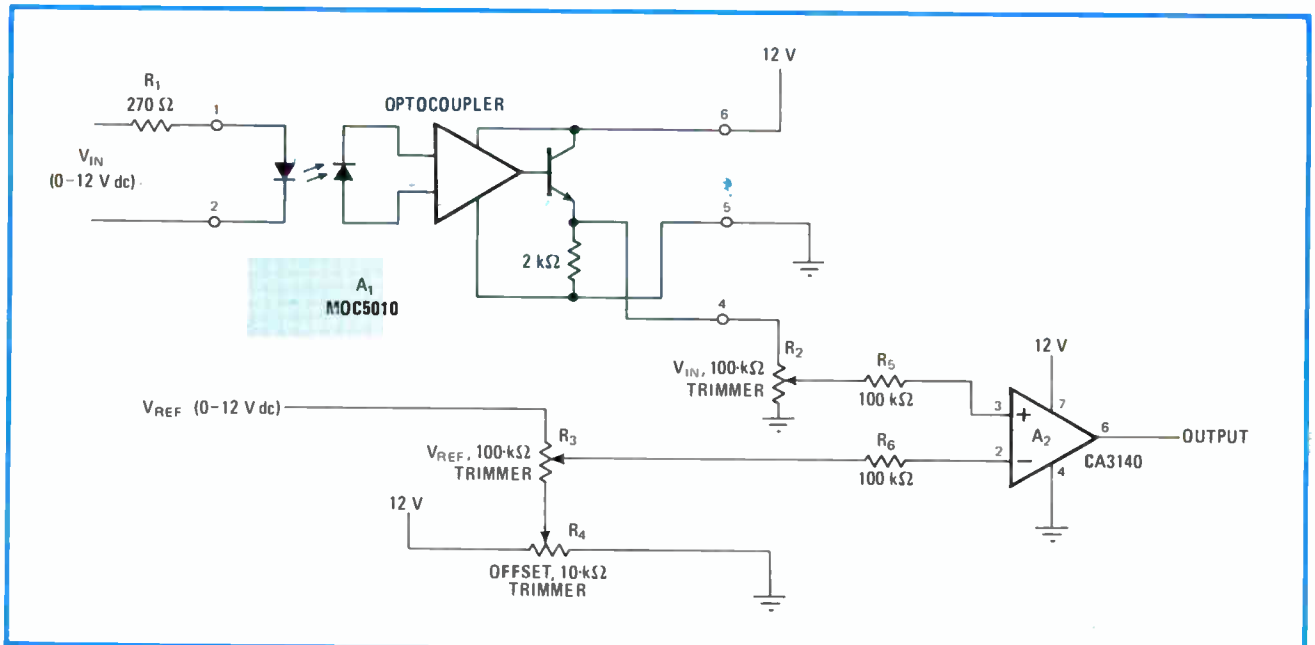 R1
270 Ω
1
OPTOCOUPLER
12 V
6
VIN
(0–12 V dc)
2
5
2 kΩ
A1
MOC5010
4
R2
VIN, 100-kΩ
TRIMMER
R5
100 kΩ
12 V
7
3
+
A2
6
OUTPUT
VREF (0–12 V dc)
R3
VREF, 100-kΩ
TRIMMER
R6
100 kΩ
2
–
4
CA3140
12 V
R4
OFFSET, 10-kΩ
TRIMMER